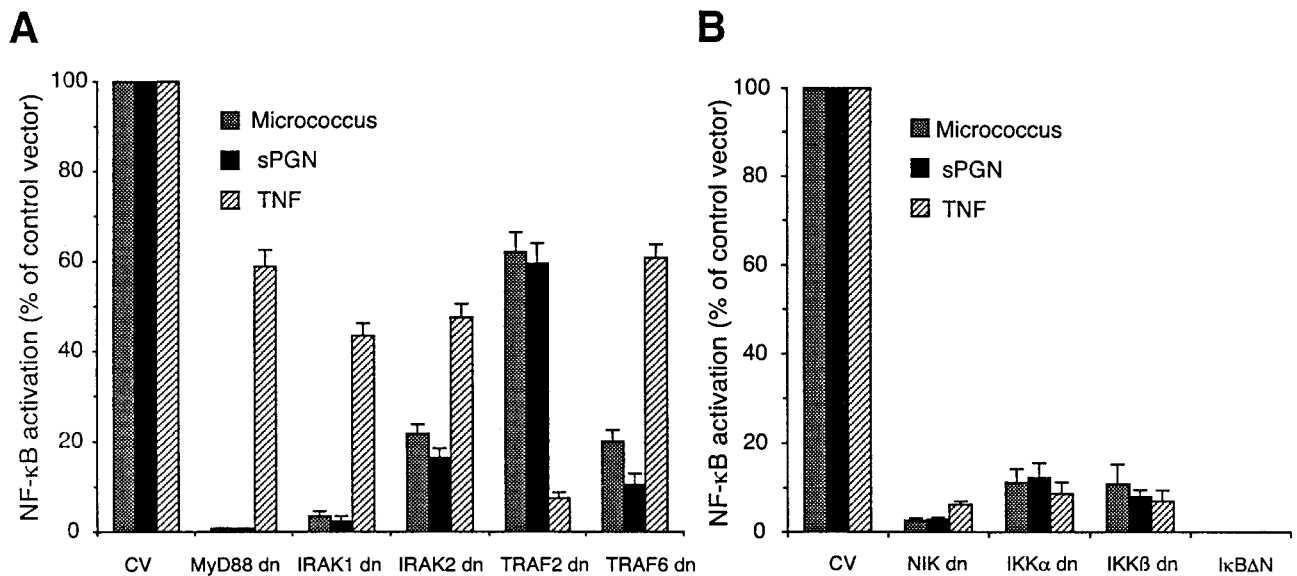 A
NF-κB activation (% of control vector)
100
80
60
40
20
0
Micrococcus
sPGN
TNF
CV
MyD88 dn
IRAK1 dn
IRAK2 dn
TRAF2 dn
TRAF6 dn
B
NF-κB activation (% of control vector)
100
80
60
40
20
0
Micrococcus
sPGN
TNF
CV
NIK dn
IKKα dn
IKKß dn
IκBΔN